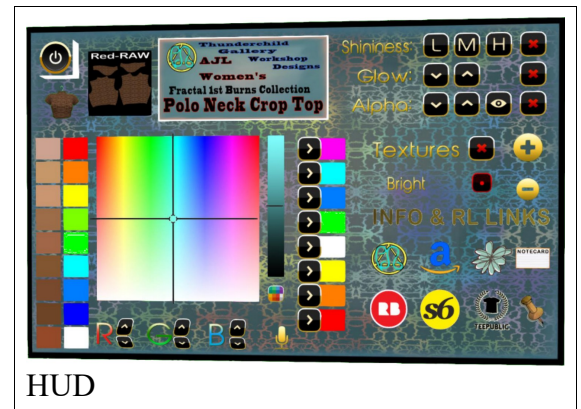 Red-RAW
Thunderchild
Gallery
AJL Workshop
Designs
Women's
Fractal 1st Burns Collection
Polo Neck Crop Top
Shininess: L M H
Glow:
Alpha:
Textures
Bright
INFO & RL LINKS
a
NOTECARD
RB
s6
TEEPUBLIC
R G B
HUD